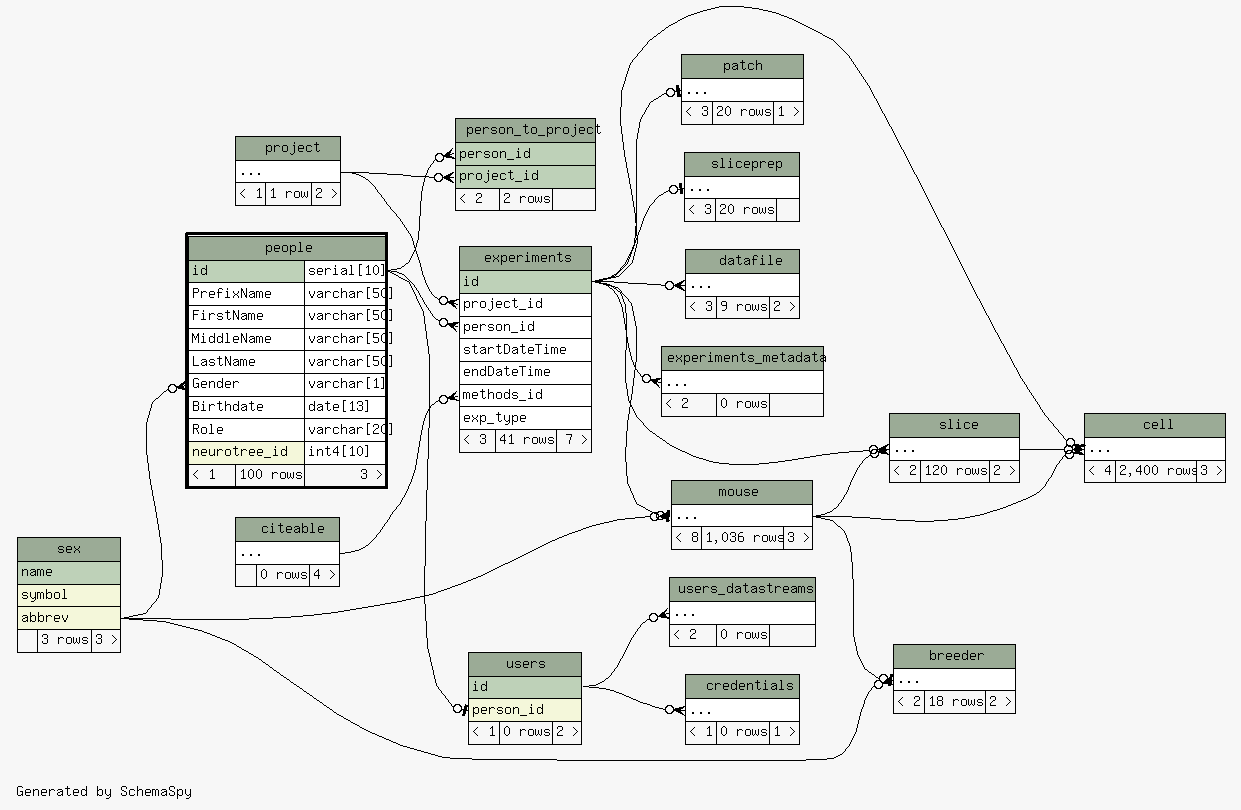 patch
...
< 3 20 rows 1 >
person_to_project
person_id
project_id
< 2 2 rows
project
...
< 1 1 row 2 >
sliceprep
...
< 3 20 rows
people
id serial[10]
PrefixName varchar[50]
FirstName varchar[50]
MiddleName varchar[50]
LastName varchar[50]
Gender varchar[1]
Birthdate date[13]
Role varchar[20]
neurotree_id int4[10]
< 1 100 rows 3 >
experiments
id
project_id
person_id
startDateTime
endDateTime
methods_id
exp_type
< 3 41 rows 7 >
datafile
...
< 3 9 rows 2 >
experiments_metadata
...
< 2 0 rows
slice
...
< 2 120 rows 2 >
cell
...
< 4 2,400 rows 3 >
mouse
...
< 8 1,036 rows 3 >
citeable
...
0 rows 4 >
sex
name
symbol
abbrev
3 rows 3 >
users_datastreams
...
< 2 0 rows
users
id
person_id
< 1 0 rows 2 >
credentials
...
< 1 0 rows 1 >
breeder
...
< 2 18 rows 2 >
Generated by SchemaSpy